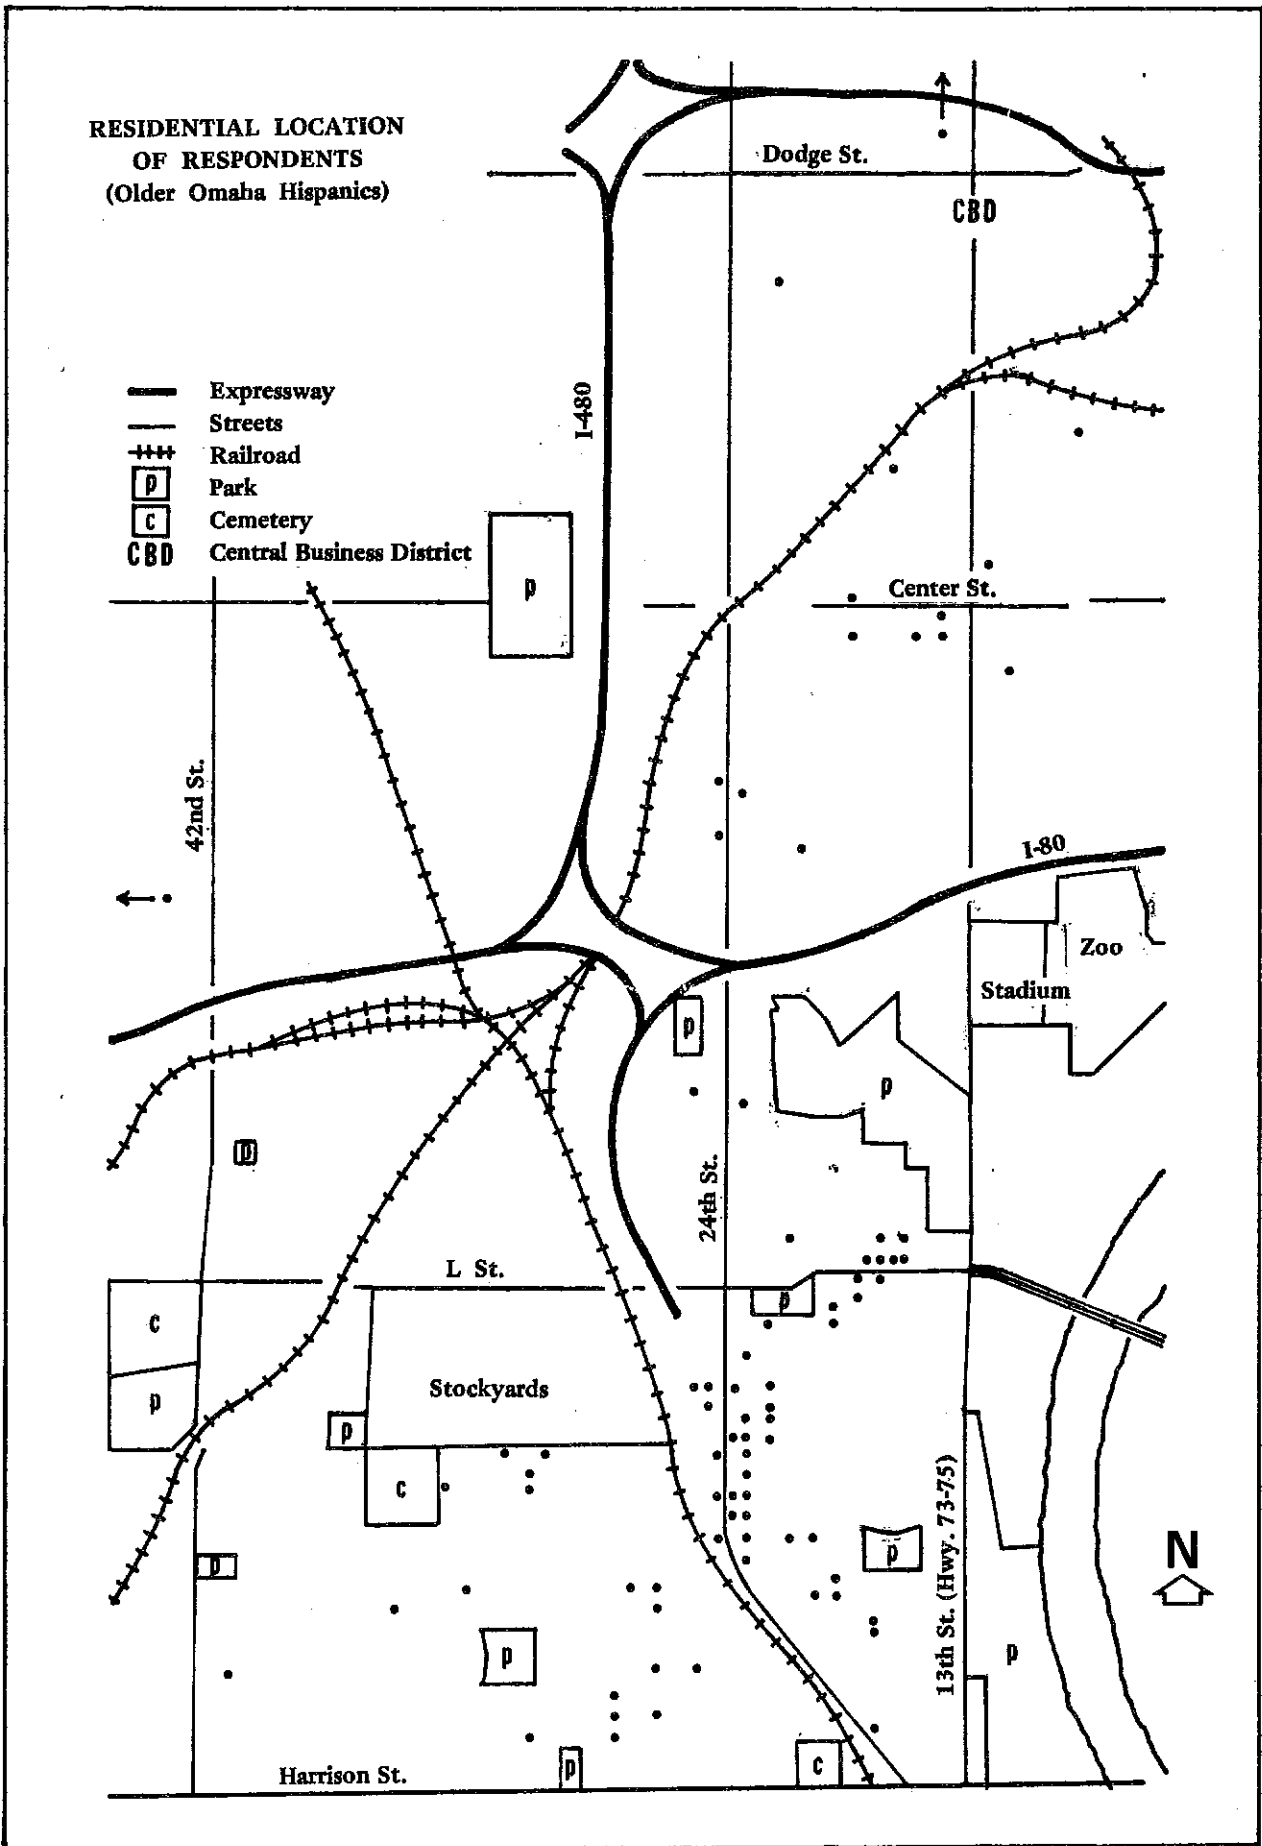 RESIDENTIAL LOCATION
OF RESPONDENTS
(Older Omaha Hispanics)
Dodge St.
CBD
I-480
Expressway
Streets
Railroad
p Park
c Cemetery
CBD Central Business District
p
Center St.
42nd St.
I-80
Zoo
Stadium
p
p
p
24th St.
L St.
p
c
p
Stockyards
p
c
p
p
13th St. (Hwy. 73-75)
N
p
p
p
c
Harrison St.